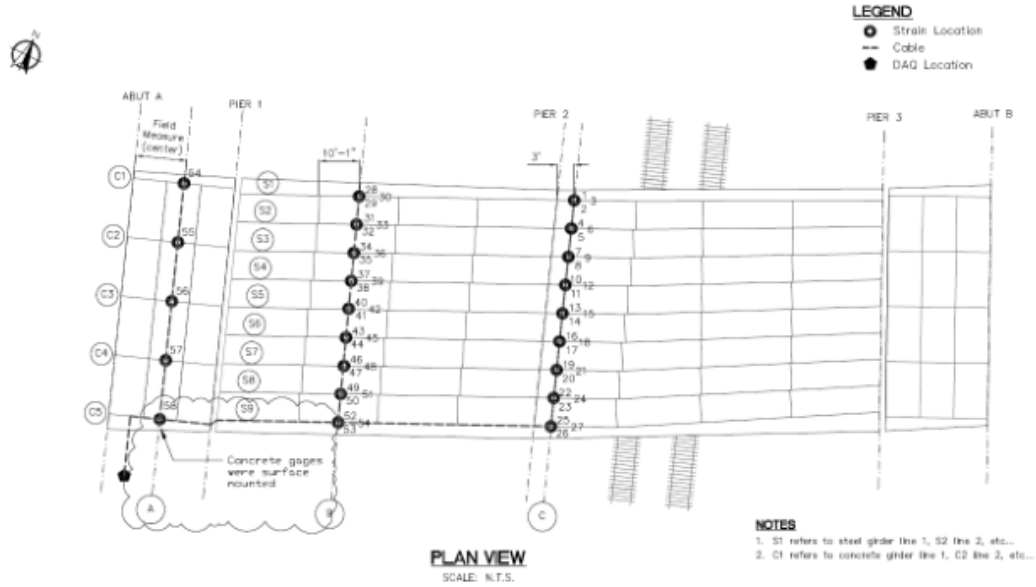 LEGEND
Strain Location
Cable
DAQ Location
N
ABUT A
PIER 1
PIER 2
PIER 3
ABUT B
Field
Measure
(center)
10'-1"
3'
C1
C2
C3
C4
C5
S1
S2
S3
S4
S5
S6
S7
S8
S9
55
56
57
58
28
29 30
31
32 33
34
35 36
37
38 39
40
41 42
43
44 45
46
47 48
49
50 51
52
53 54
1
2 3
4
5 6
7
8 9
10
11 12
13
14 15
16
17 18
19
20 21
22
23 24
25
26 27
Concrete gages
were surface
mounted
A
B
C
PLAN VIEW
SCALE: N.T.S.
NOTES
1. S1 refers to steel girder line 1, S2 line 2, etc...
2. C1 refers to concrete girder line 1, C2 line 2, etc...